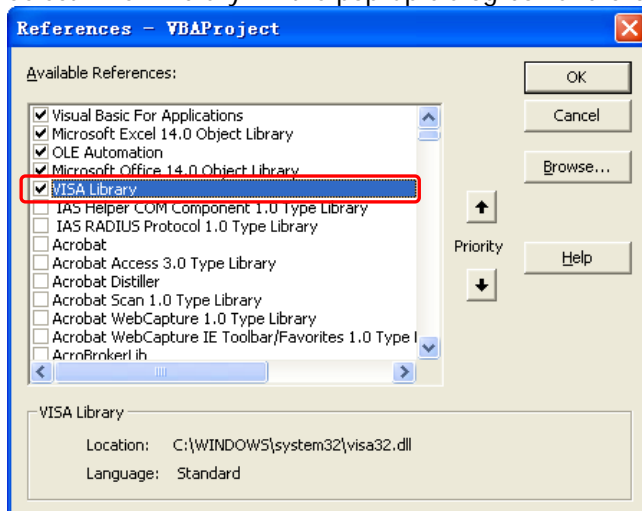 References - VBAProject
Available References:
OK
Visual Basic For Applications
Cancel
Microsoft Excel 14.0 Object Library
OLE Automation
Microsoft Office 14.0 Object Library
Browse...
VISA Library
IAS Helper COM Component 1.0 Type Library
IAS RADIUS Protocol 1.0 Type Library
Acrobat
Priority
Acrobat Access 3.0 Type Library
Help
Acrobat Distiller
Acrobat Scan 1.0 Type Library
Acrobat WebCapture 1.0 Type Library
Acrobat WebCapture IE Toolbar/Favorites 1.0 Type
AcroBrokerLib
VISA Library
Location: C:\WINDOWS\system32\visa32.dll
Language: Standard